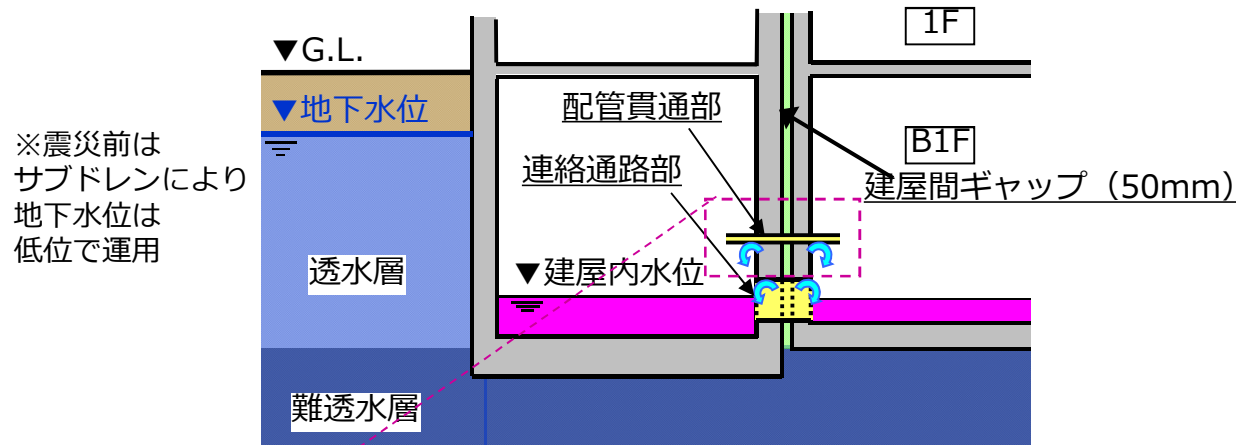 1F
▼G.L.
▼地下水位
配管貫通部
B1F
※震災前は
サブドレンにより
地下水位は
低位で運用
連絡通路部
建屋間ギャップ（50mm）
透水層
▼建屋内水位
難透水層